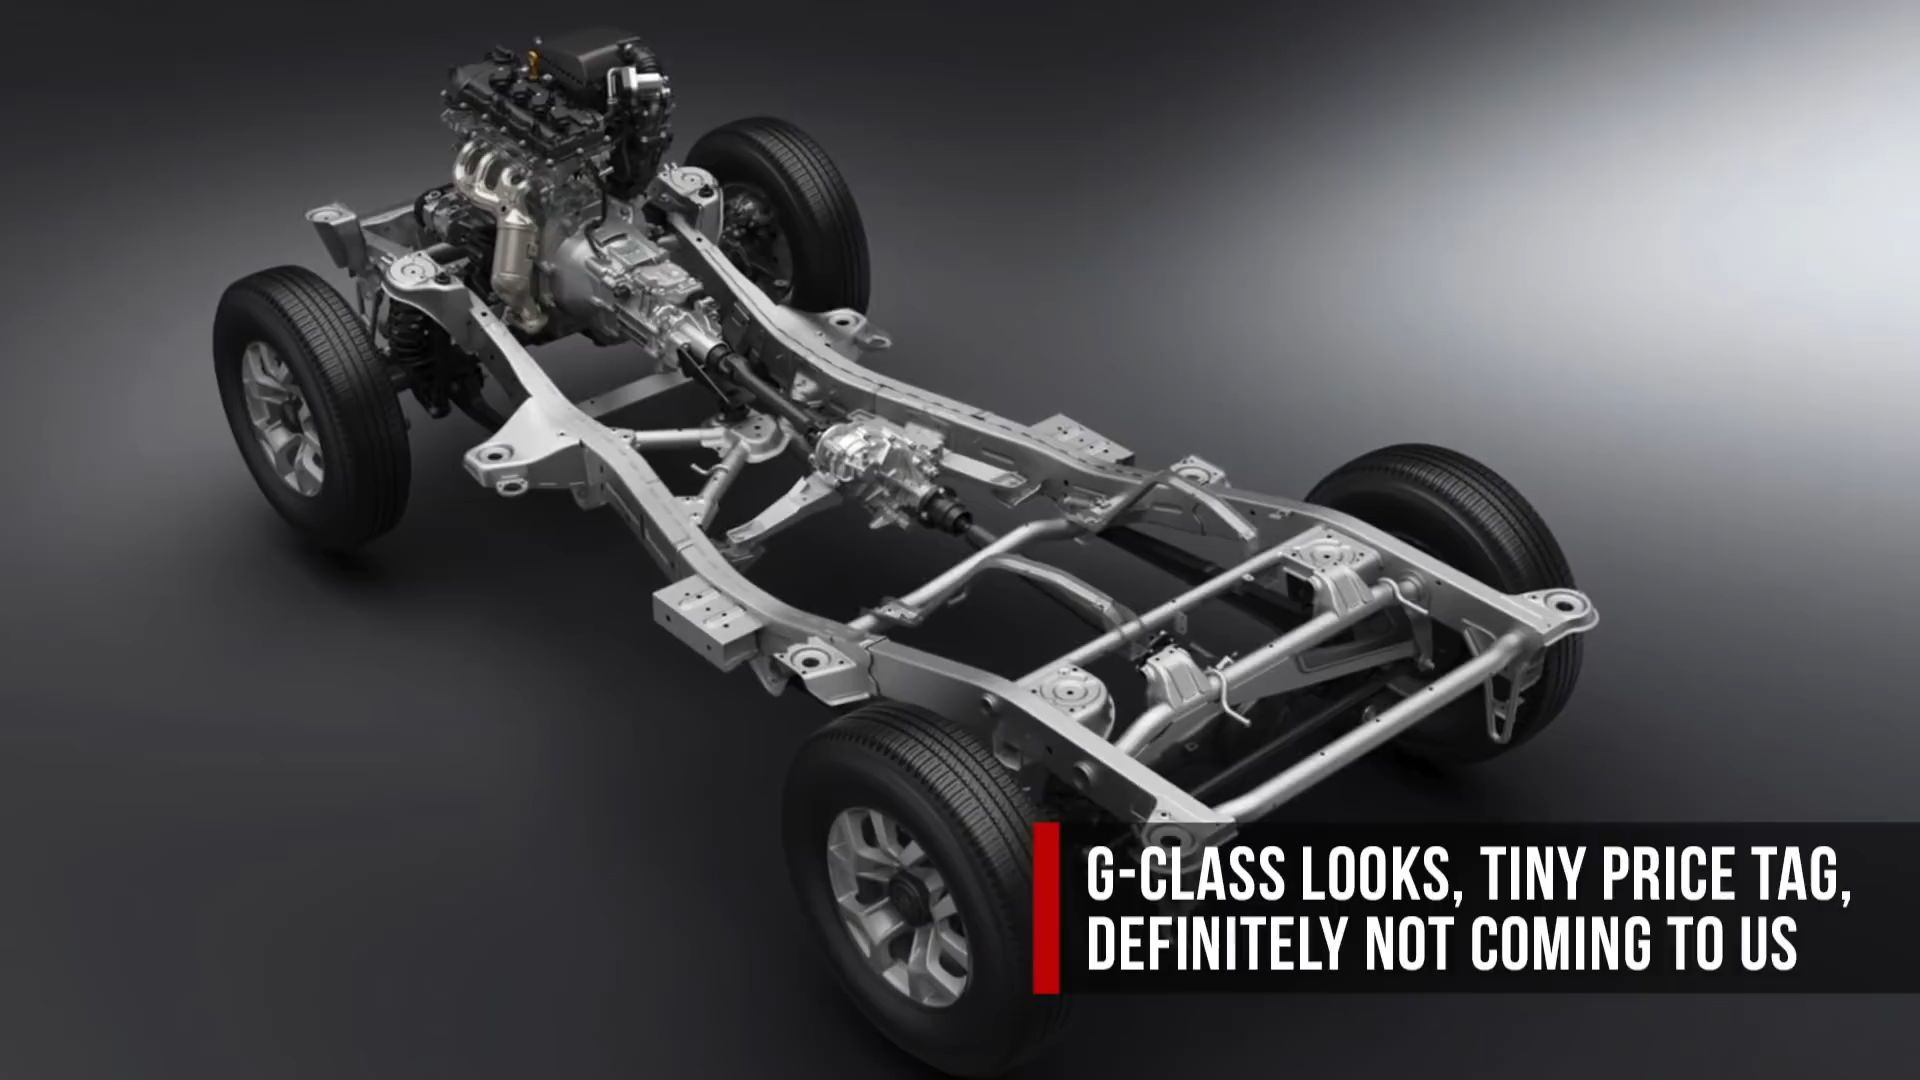 G-CLASS LOOKS, TINY PRICE TAG,
DEFINITELY NOT COMING TO US